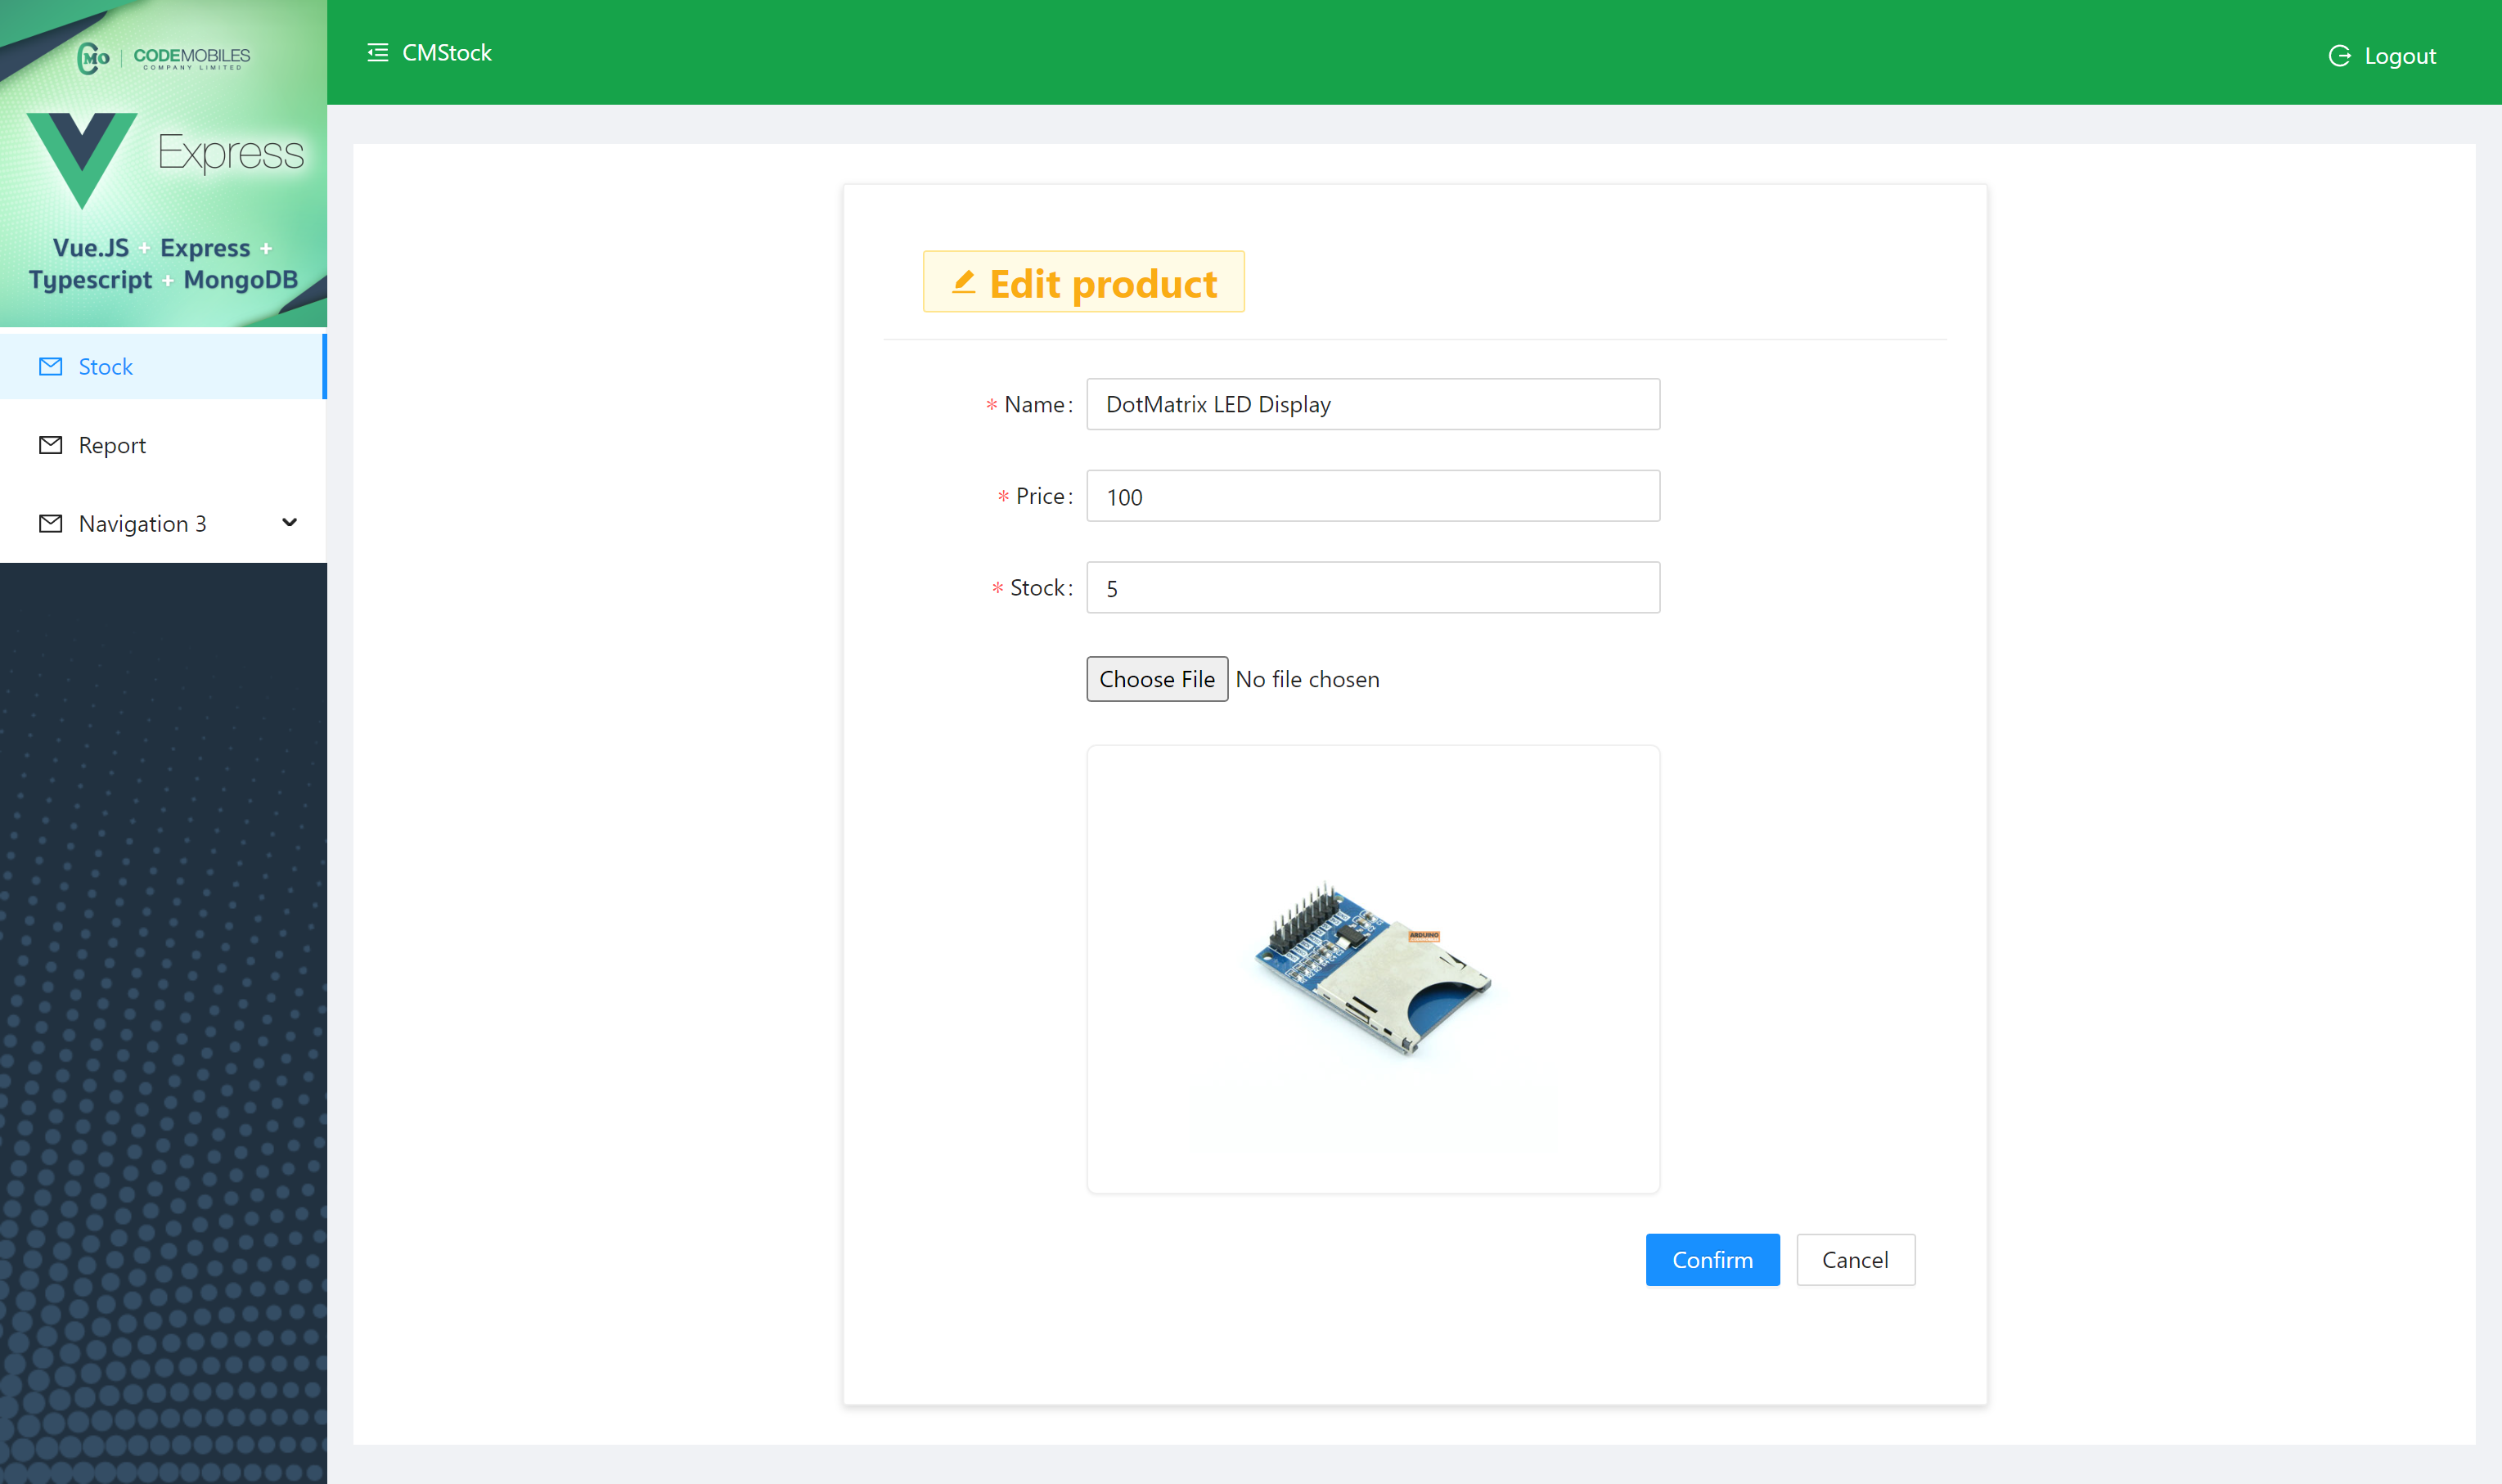 CMO | CODEMOBILES
COMPANY LIMITED
Express
Vue.JS + Express +
Typescript + MongoDB
Stock
Report
Navigation 3
CMStock
Logout
Edit product
* Name:
DotMatrix LED Display
* Price:
100
* Stock:
5
Choose File No file chosen
ARDUINO
Confirm
Cancel